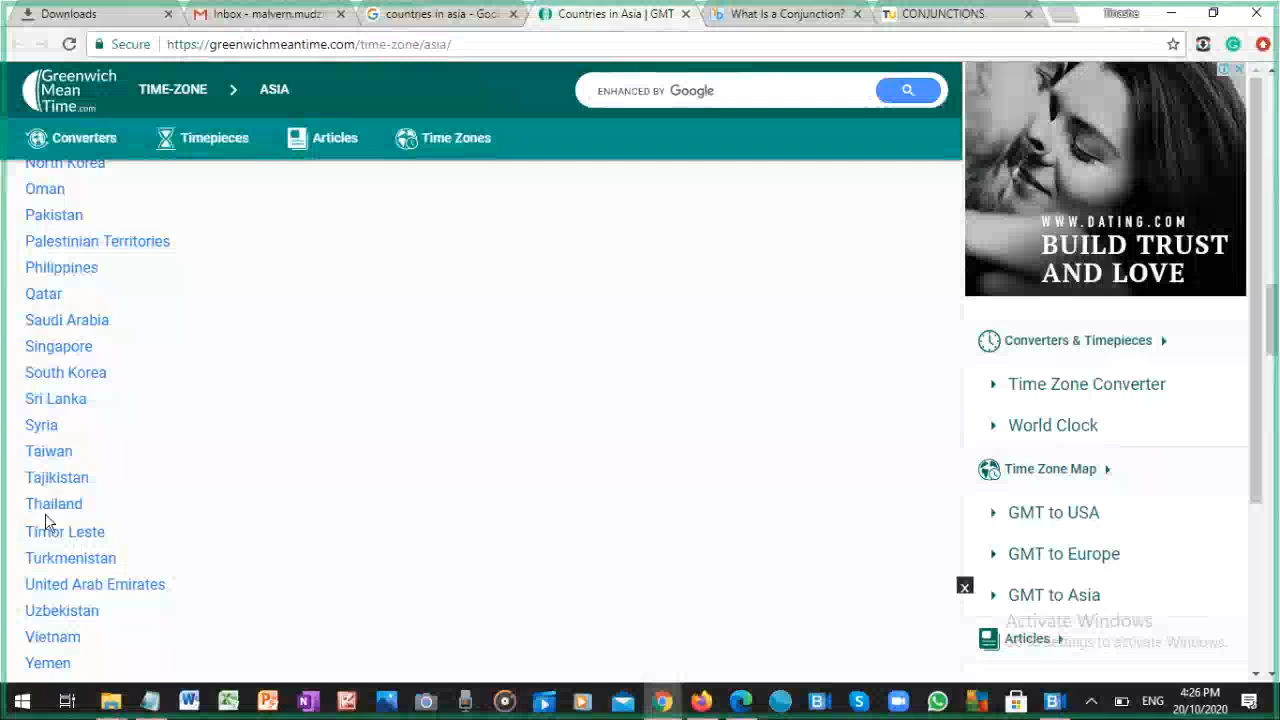 Downloads
Inbox - malvern.mudzi
countries in asia - Goo
Countries in Asia | GMT
What Is a Conjunction?
CONJUNCTIONS
Tinashe
Secure
https://greenwichmeantime.com/time-zone/asia/
Greenwich
Mean
Time.com
TIME-ZONE
ASIA
ENHANCED BY Google
Converters
Timepieces
Articles
Time Zones
North Korea
Oman
Pakistan
Palestinian Territories
Philippines
Qatar
Saudi Arabia
Singapore
South Korea
Sri Lanka
Syria
Taiwan
Tajikistan
Thailand
Timor Leste
Turkmenistan
United Arab Emirates
Uzbekistan
Vietnam
Yemen
WWW.DATING.COM
BUILD TRUST
AND LOVE
Converters & Timepieces
Time Zone Converter
World Clock
Time Zone Map
GMT to USA
GMT to Europe
GMT to Asia
Activate Windows
Articles
to settings to activate Windows.
ENG
4:26 PM
20/10/2020